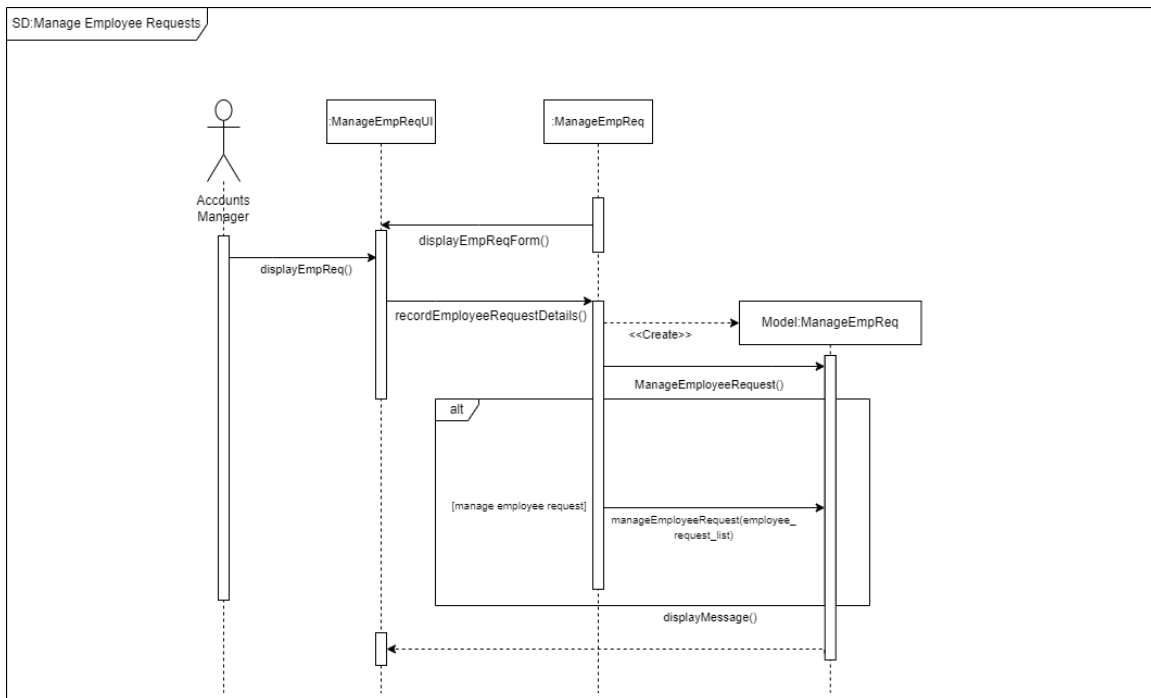 SD:Manage Employee Requests
:ManageEmpReqUI
:ManageEmpReq
Accounts
Manager
displayEmpReqForm()
displayEmpReq()
recordEmployeeRequestDetails()
Model:ManageEmpReq
<<Create>>
ManageEmployeeRequest()
alt
[manage employee request]
manageEmployeeRequest(employee_
request_list)
displayMessage()